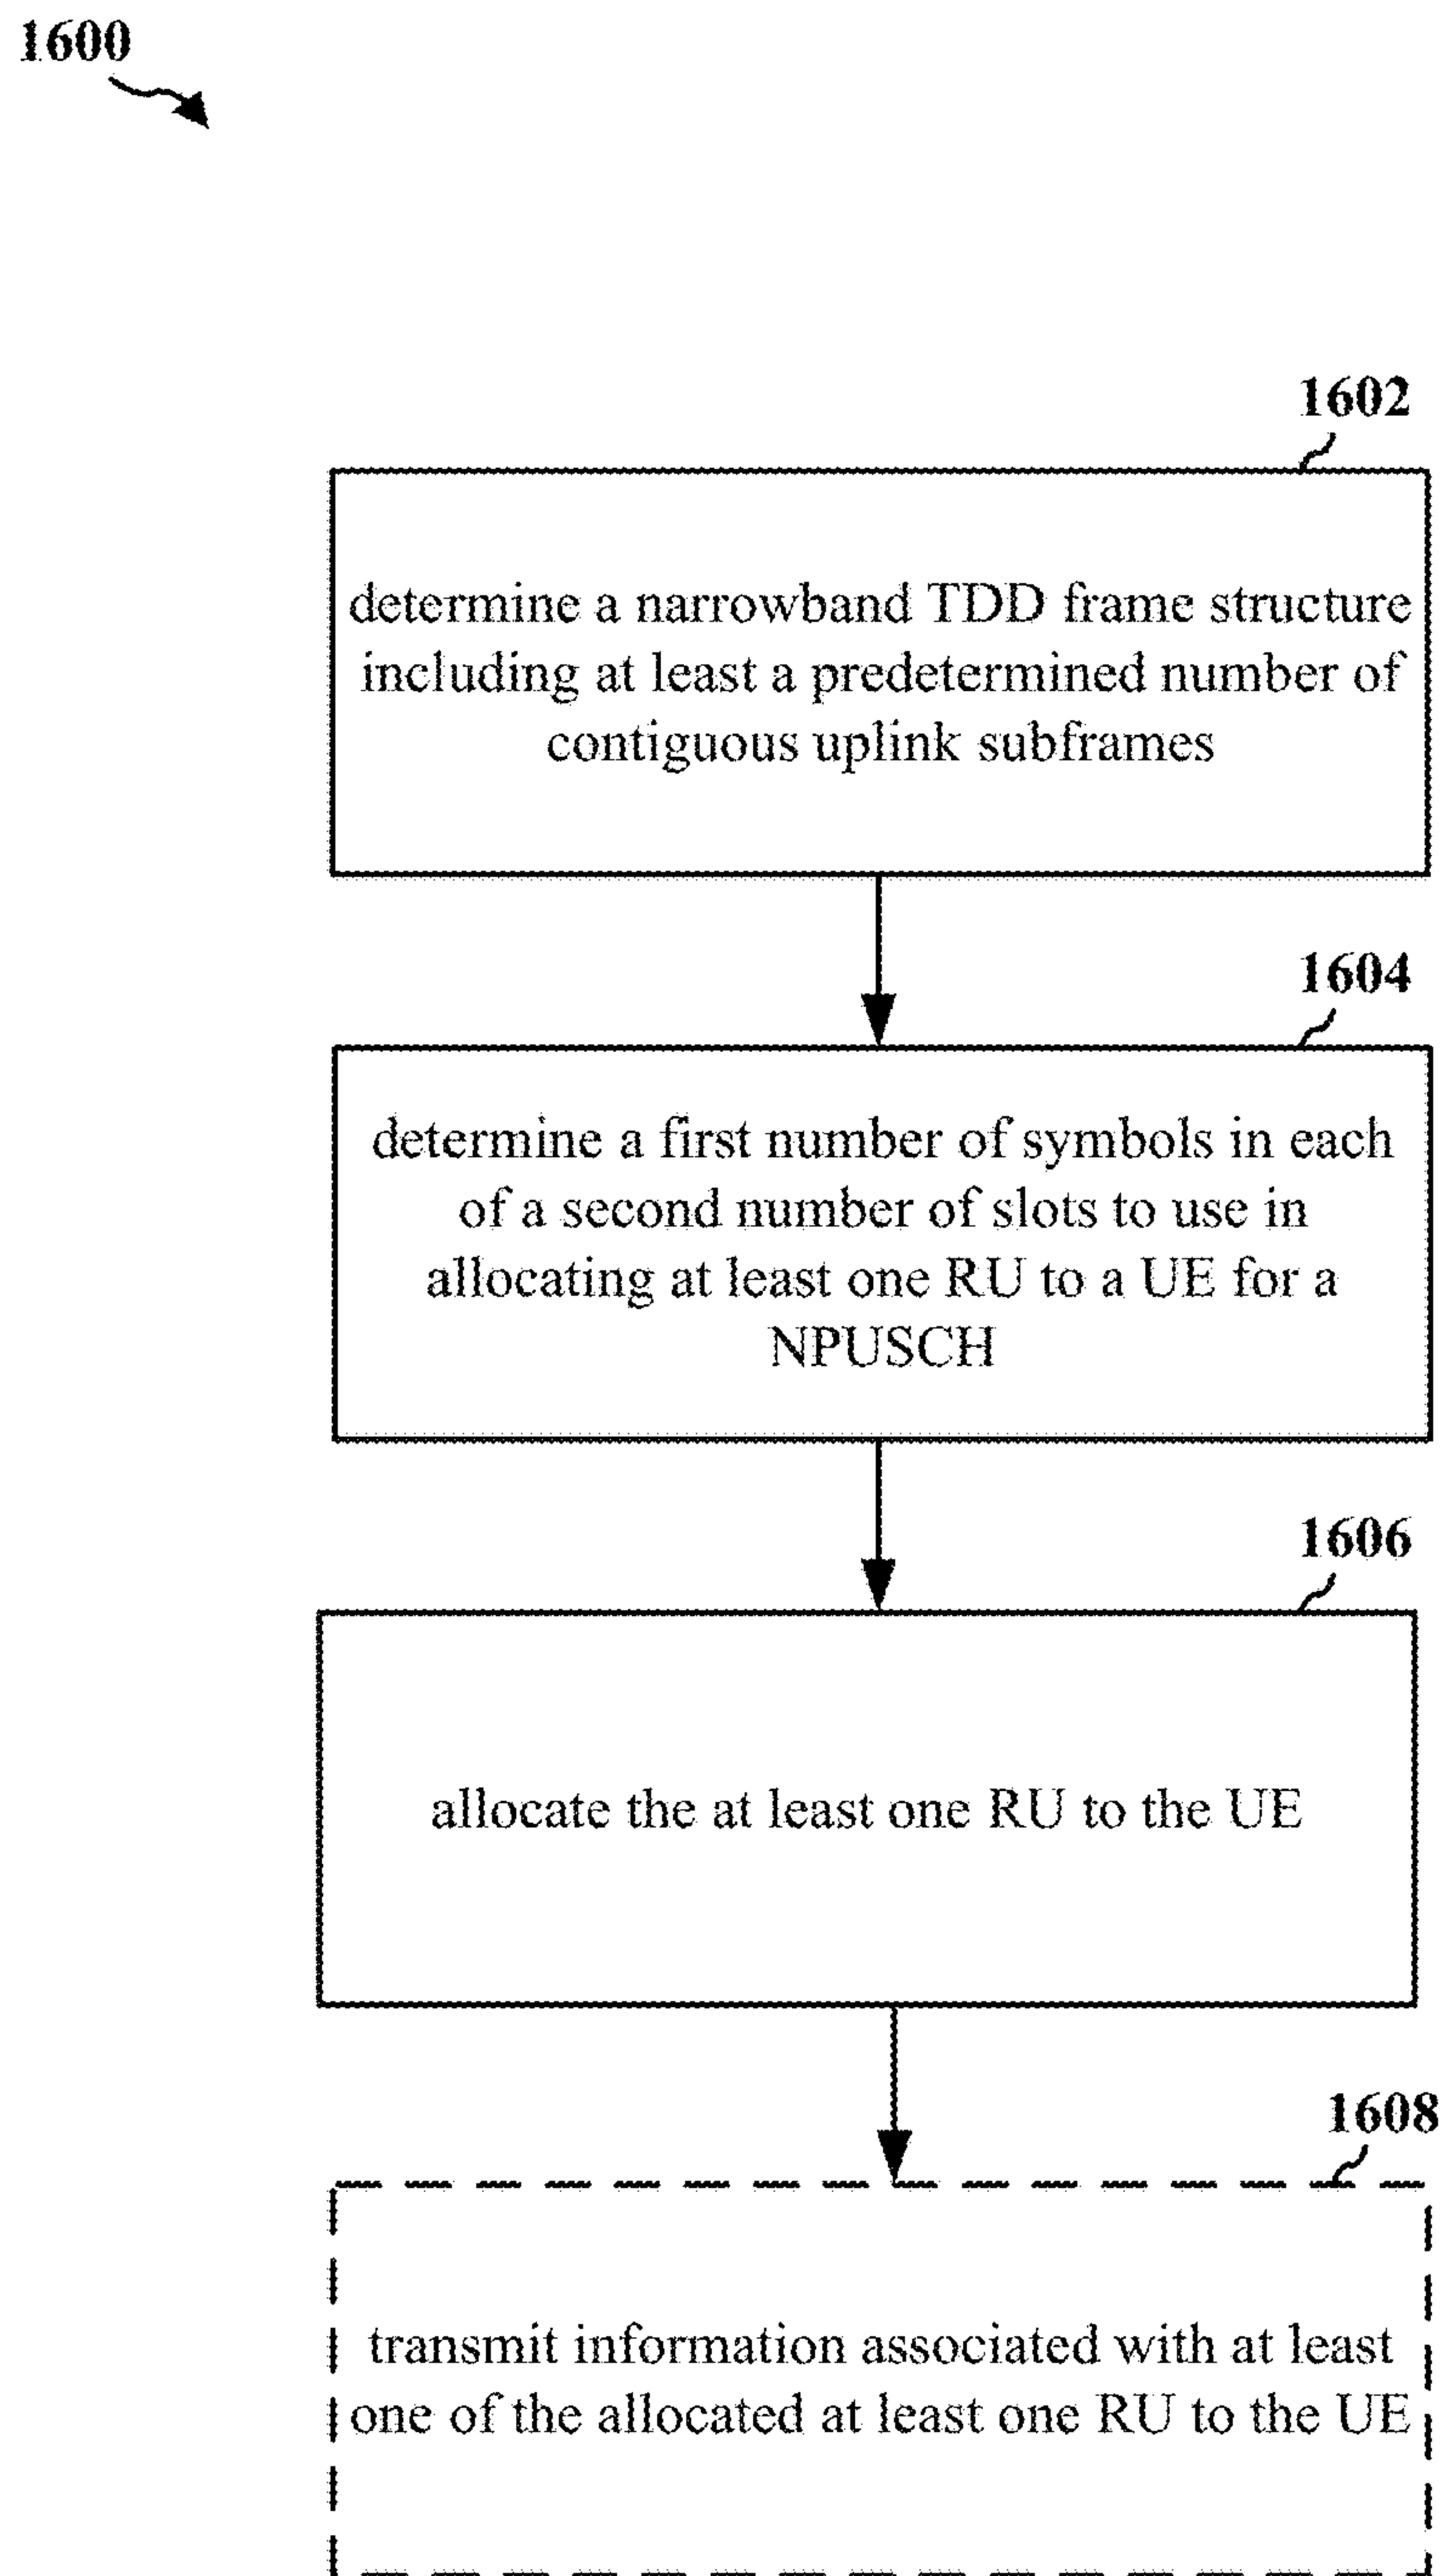 1600
1602
determine a narrowband TDD frame structure
including at least a predetermined number of
contiguous uplink subframes
1604
determine a first number of symbols in each
of a second number of slots to use in
allocating at least one RU to a UE for a
NPUSCH
1606
allocate the at least one RU to the UE
1608
transmit information associated with at least
one of the allocated at least one RU to the UE